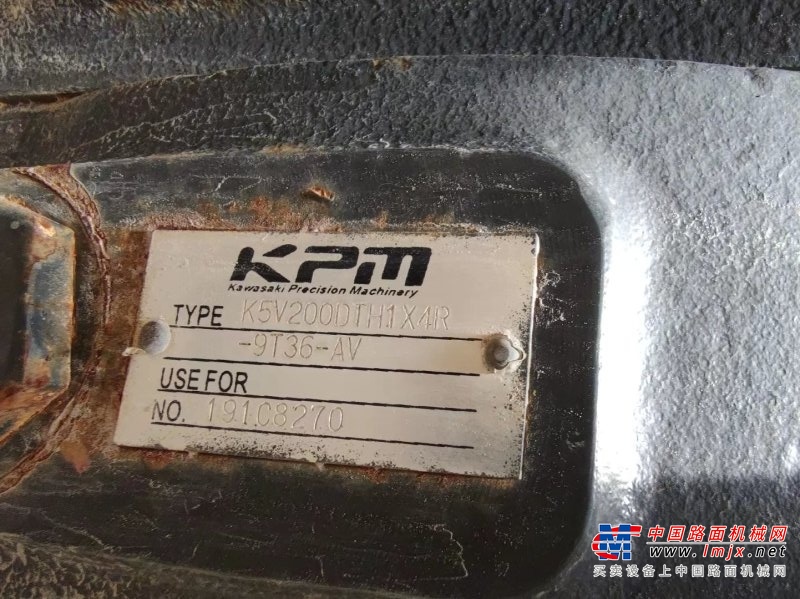 KPM
Kawasaki Precision Machinery
TYPE K5V200DTH1X4R
-9T36-AV
USE FOR
NO. 191C8270
中国路面机械网
www.lmjx.net
买卖设备上中国路面机械网